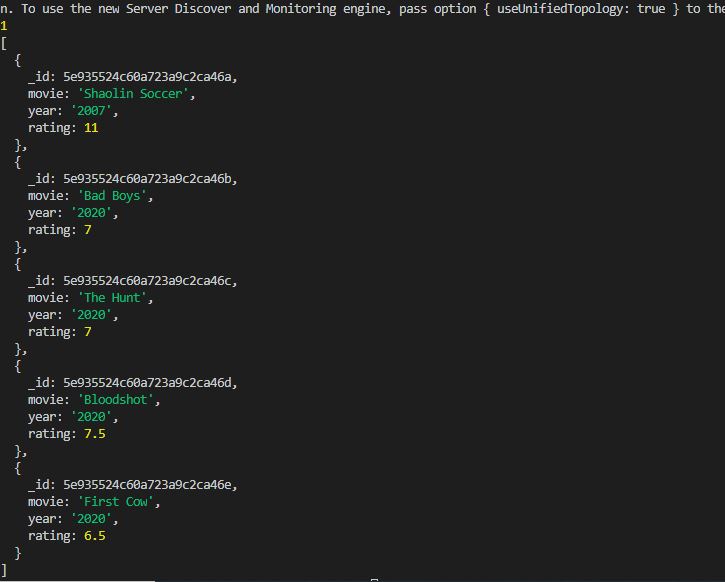 n. To use the new Server Discover and Monitoring engine, pass option { useUnifiedTopology: true } to the
1
[
  {
    _id: 5e935524c60a723a9c2ca46a,
    movie: 'Shaolin Soccer',
    year: '2007',
    rating: 11
  },
  {
    _id: 5e935524c60a723a9c2ca46b,
    movie: 'Bad Boys',
    year: '2020',
    rating: 7
  },
  {
    _id: 5e935524c60a723a9c2ca46c,
    movie: 'The Hunt',
    year: '2020',
    rating: 7
  },
  {
    _id: 5e935524c60a723a9c2ca46d,
    movie: 'Bloodshot',
    year: '2020',
    rating: 7.5
  },
  {
    _id: 5e935524c60a723a9c2ca46e,
    movie: 'First Cow',
    year: '2020',
    rating: 6.5
  }
]